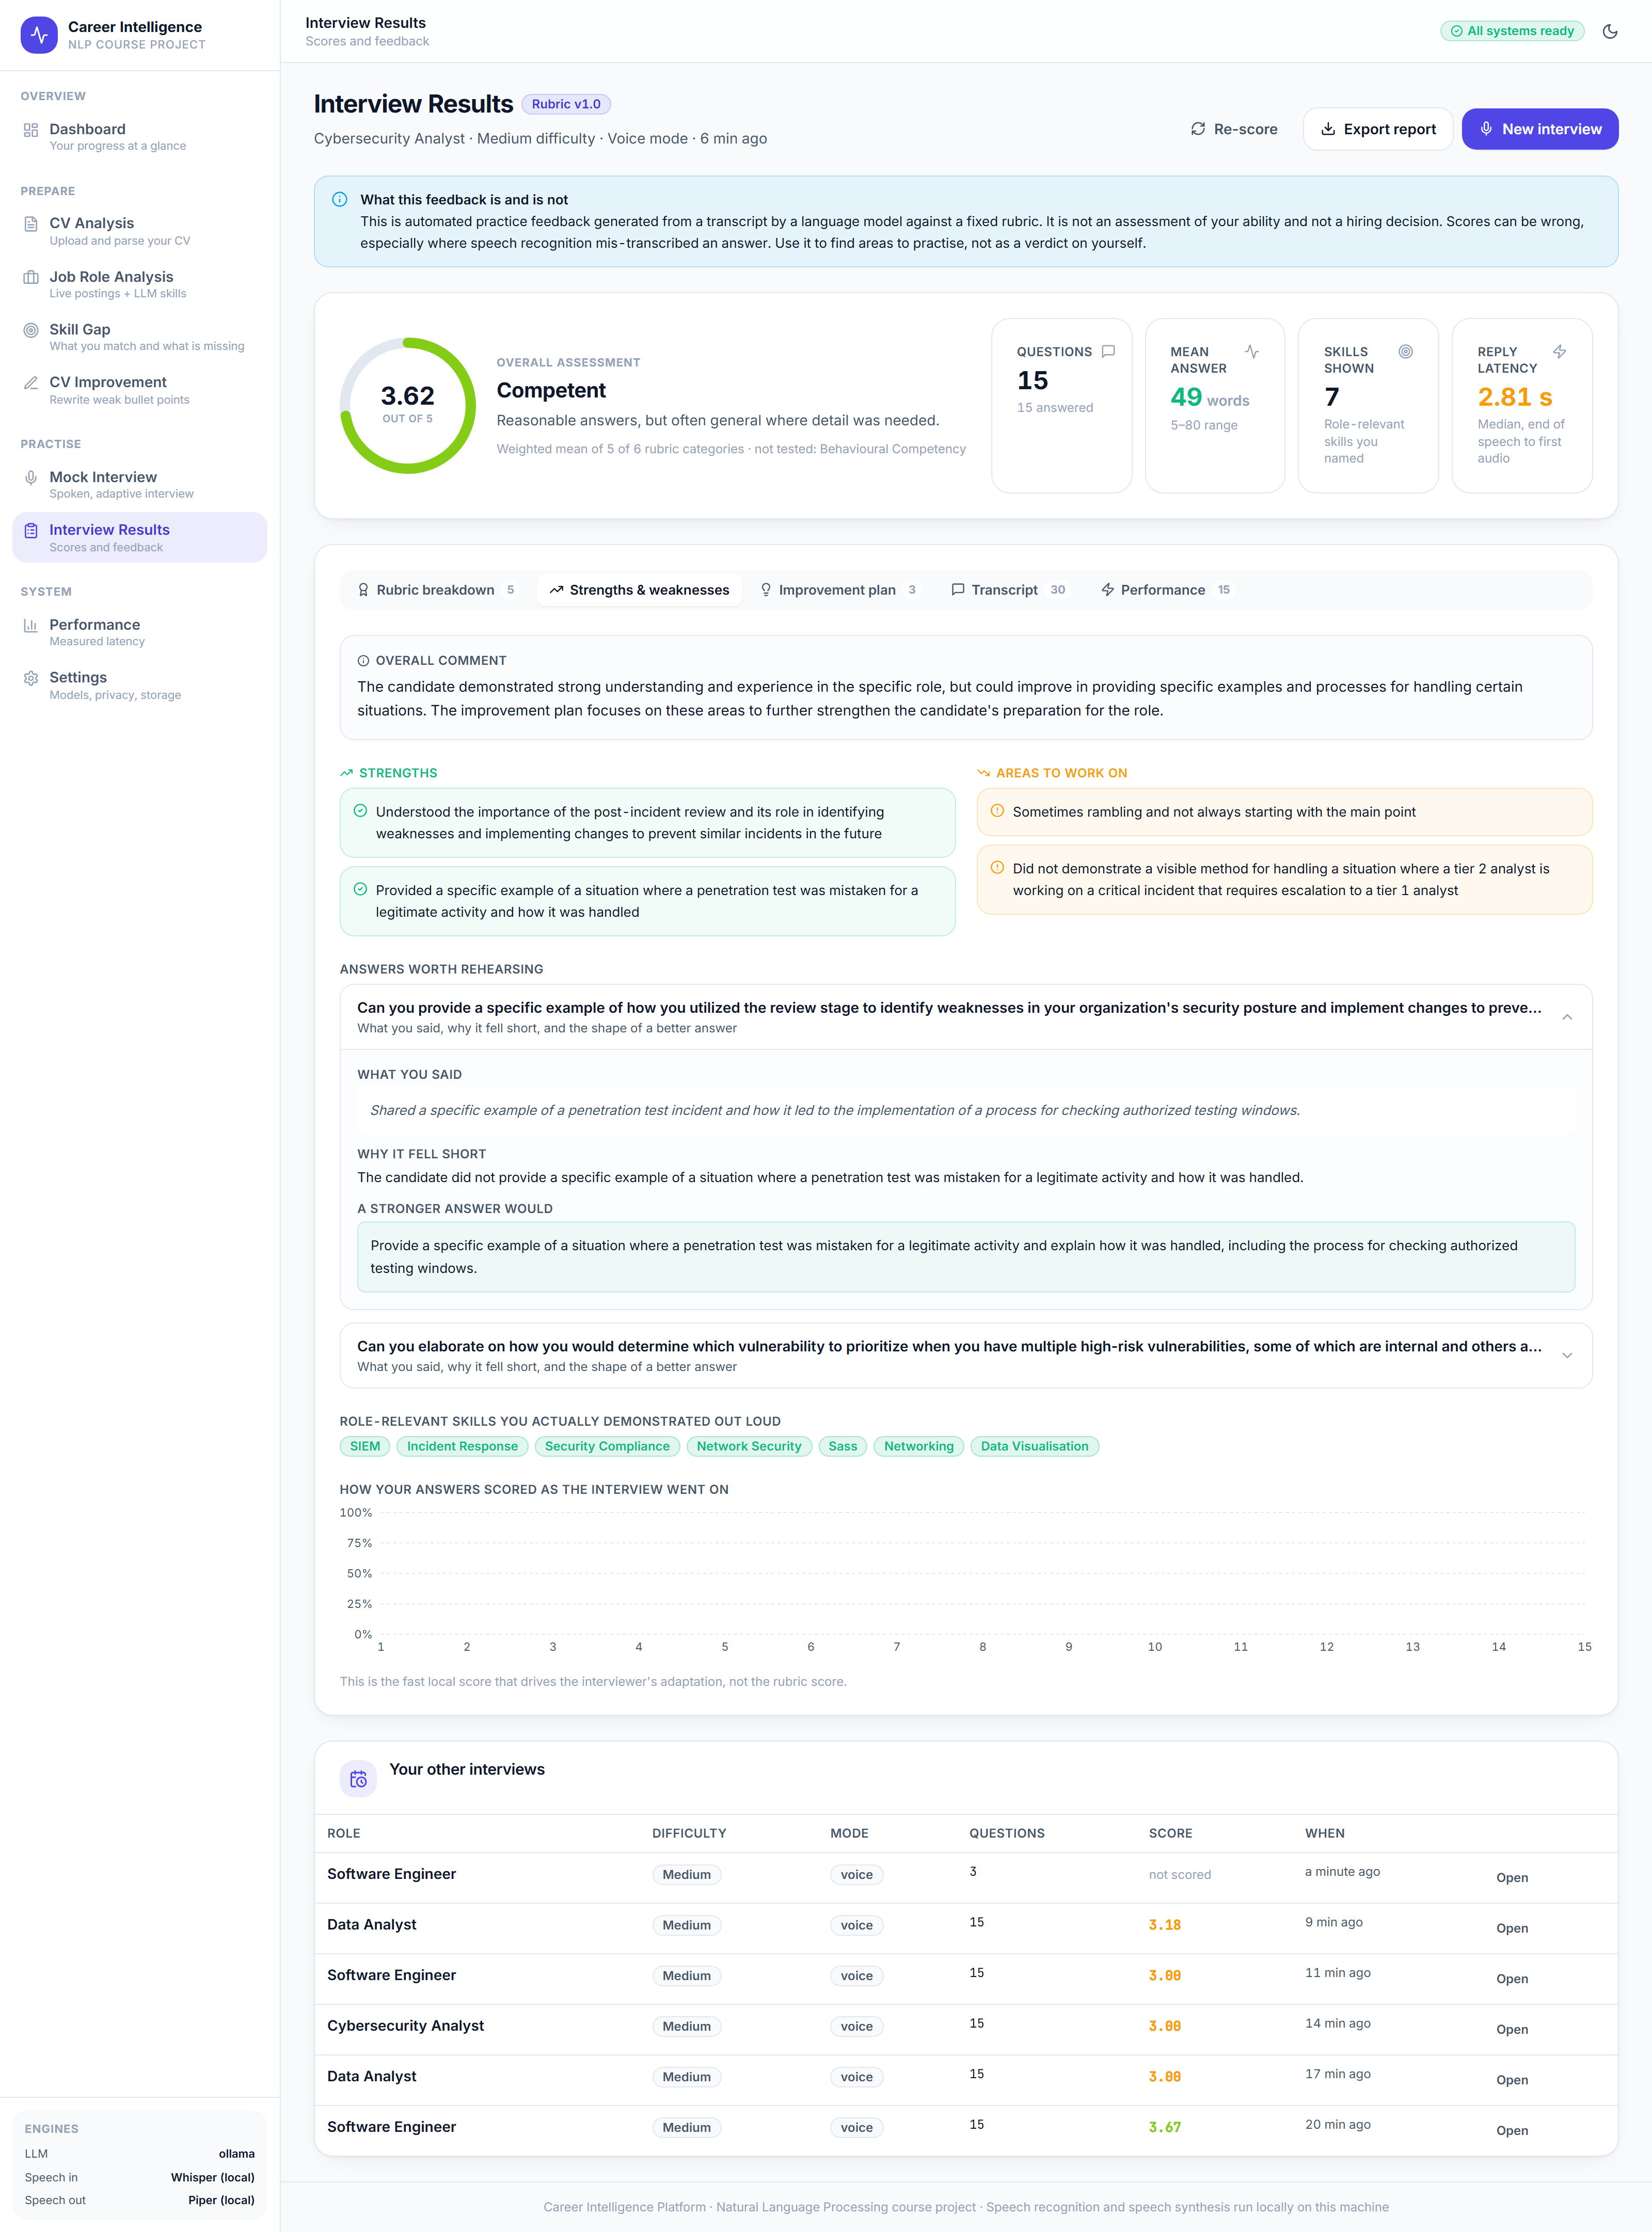 Career Intelligence
NLP COURSE PROJECT
OVERVIEW
Dashboard
Your progress at a glance
PREPARE
CV Analysis
Upload and parse your CV
Job Role Analysis
Live postings + LLM skills
Skill Gap
What you match and what is missing
CV Improvement
Rewrite weak bullet points
PRACTISE
Mock Interview
Spoken, adaptive interview
Interview Results
Scores and feedback
SYSTEM
Performance
Measured latency
Settings
Models, privacy, storage
ENGINES
LLM ollama
Speech in Whisper (local)
Speech out Piper (local)
Interview Results
Scores and feedback
All systems ready
Interview Results Rubric v1.0
Cybersecurity Analyst · Medium difficulty · Voice mode · 6 min ago
Re-score Export report New interview
What this feedback is and is not
This is automated practice feedback generated from a transcript by a language model against a fixed rubric. It is not an assessment of your ability and not a hiring decision. Scores can be wrong,
especially where speech recognition mis-transcribed an answer. Use it to find areas to practise, not as a verdict on yourself.
3.62
OUT OF 5
OVERALL ASSESSMENT
Competent
Reasonable answers, but often general where detail was needed.
Weighted mean of 5 of 6 rubric categories · not tested: Behavioural Competency
QUESTIONS
15
15 answered
MEAN
ANSWER
49 words
5–80 range
SKILLS
SHOWN
7
Role-relevant
skills you
named
REPLY
LATENCY
2.81 s
Median, end of
speech to first
audio
Rubric breakdown 5 Strengths & weaknesses Improvement plan 3 Transcript 30 Performance 15
OVERALL COMMENT
The candidate demonstrated strong understanding and experience in the specific role, but could improve in providing specific examples and processes for handling certain
situations. The improvement plan focuses on these areas to further strengthen the candidate's preparation for the role.
STRENGTHS
Understood the importance of the post-incident review and its role in identifying
weaknesses and implementing changes to prevent similar incidents in the future
Provided a specific example of a situation where a penetration test was mistaken for a
legitimate activity and how it was handled
AREAS TO WORK ON
Sometimes rambling and not always starting with the main point
Did not demonstrate a visible method for handling a situation where a tier 2 analyst is
working on a critical incident that requires escalation to a tier 1 analyst
ANSWERS WORTH REHEARSING
Can you provide a specific example of how you utilized the review stage to identify weaknesses in your organization's security posture and implement changes to preve...
What you said, why it fell short, and the shape of a better answer
WHAT YOU SAID
Shared a specific example of a penetration test incident and how it led to the implementation of a process for checking authorized testing windows.
WHY IT FELL SHORT
The candidate did not provide a specific example of a situation where a penetration test was mistaken for a legitimate activity and how it was handled.
A STRONGER ANSWER WOULD
Provide a specific example of a situation where a penetration test was mistaken for a legitimate activity and explain how it was handled, including the process for checking authorized
testing windows.
Can you elaborate on how you would determine which vulnerability to prioritize when you have multiple high-risk vulnerabilities, some of which are internal and others a...
What you said, why it fell short, and the shape of a better answer
ROLE-RELEVANT SKILLS YOU ACTUALLY DEMONSTRATED OUT LOUD
SIEM Incident Response Security Compliance Network Security Sass Networking Data Visualisation
HOW YOUR ANSWERS SCORED AS THE INTERVIEW WENT ON
100%
75%
50%
25%
0%
1 2 3 4 5 6 7 8 9 10 11 12 13 14 15
This is the fast local score that drives the interviewer's adaptation, not the rubric score.
Your other interviews
ROLE DIFFICULTY MODE QUESTIONS SCORE WHEN
Software Engineer Medium voice 3 not scored a minute ago Open
Data Analyst Medium voice 15 3.18 9 min ago Open
Software Engineer Medium voice 15 3.00 11 min ago Open
Cybersecurity Analyst Medium voice 15 3.00 14 min ago Open
Data Analyst Medium voice 15 3.00 17 min ago Open
Software Engineer Medium voice 15 3.67 20 min ago Open
Career Intelligence Platform · Natural Language Processing course project · Speech recognition and speech synthesis run locally on this machine